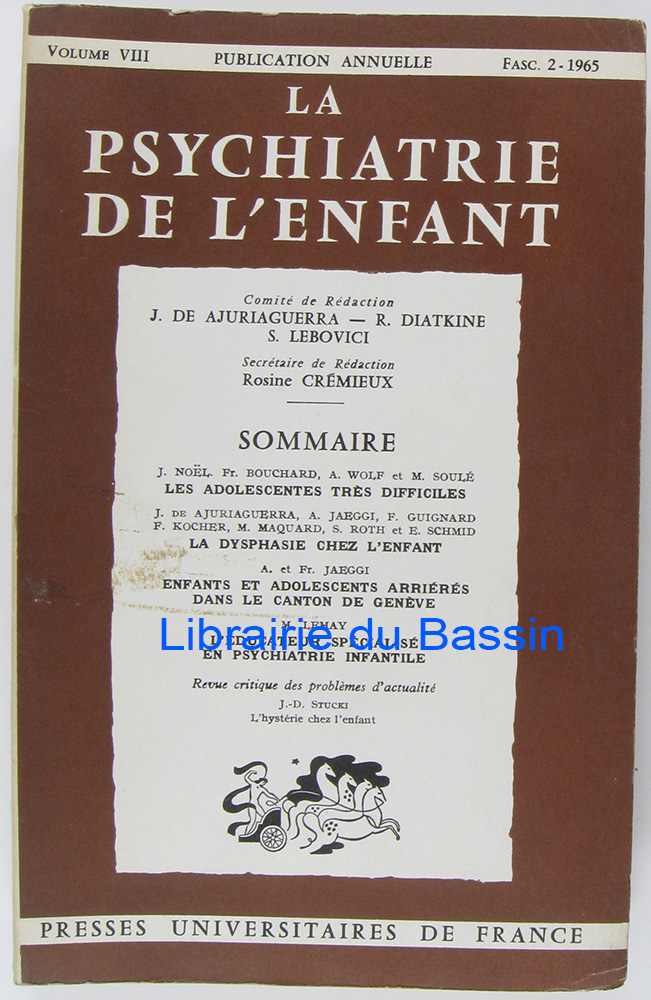 VOLUME VIII PUBLICATION ANNUELLE FASC. 2 - 1965
LA
PSYCHIATRIE
DE L'ENFANT
Comité de Rédaction
J. DE AJURIAGUERRA — R. DIATKINE
S. LEBOVICI
Secrétaire de Rédaction
Rosine CRÉMIEUX
SOMMAIRE
J. NOËL. Fr. BOUCHARD, A. WOLF et M. SOULÉ
LES ADOLESCENTES TRÈS DIFFICILES
J. DE AJURIAGUERRA, A. JAEGGI, F. GUIGNARD
F. KOCHER, M. MAQUARD, S. ROTH et E. SCHMID
LA DYSPHASIE CHEZ L'ENFANT
A. et Fr. JAEGGI
ENFANTS ET ADOLESCENTS ARRIÉRÉS
DANS LE CANTON DE GENÈVE
M. LEMAY
Librairie du Bassin
L'ÉDUCATEUR SPÉCIALISÉ
EN PSYCHIATRIE INFANTILE
Revue critique des problèmes d'actualité
J.-D. STUCKI
L'hystérie chez l'enfant
PRESSES UNIVERSITAIRES DE FRANCE